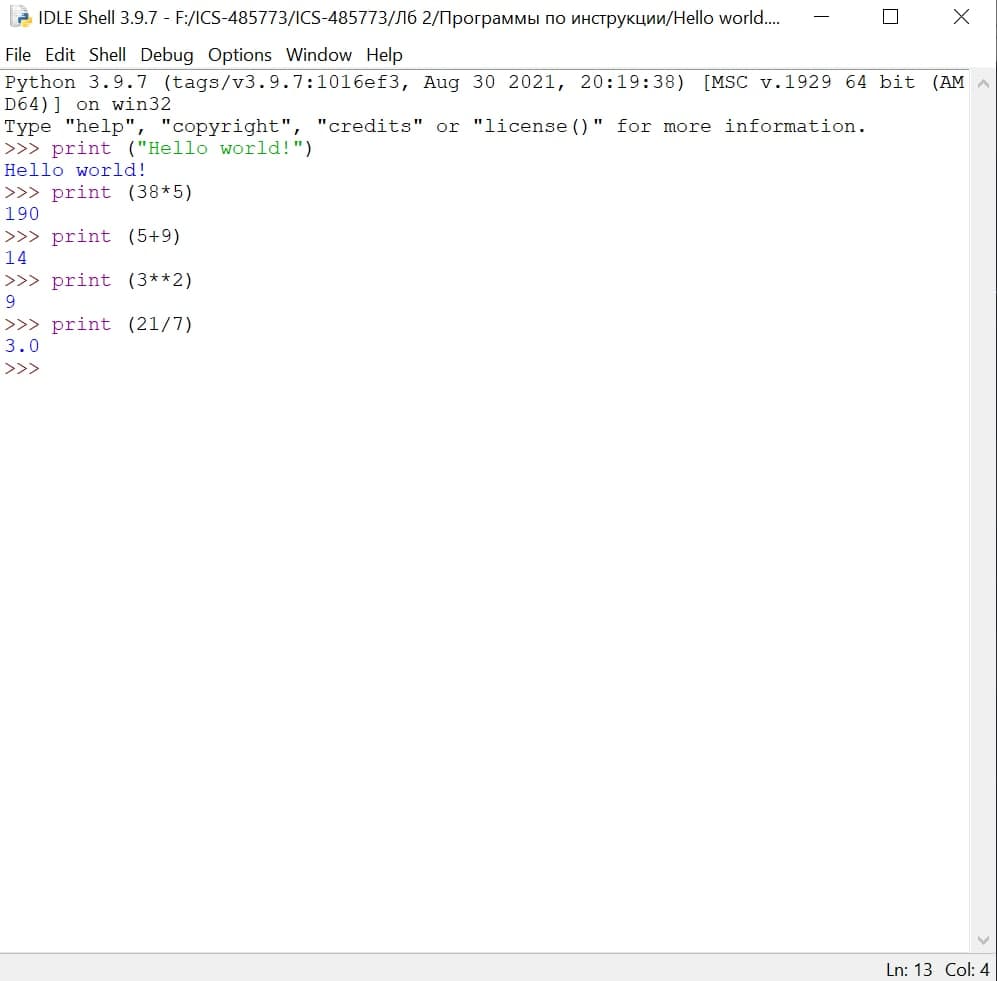 IDLE Shell 3.9.7 - F:/ICS-485773/ICS-485773/Лб 2/Программы по инструкции/Hello world....
File Edit Shell Debug Options Window Help
Python 3.9.7 (tags/v3.9.7:1016ef3, Aug 30 2021, 20:19:38) [MSC v.1929 64 bit (AM
D64)] on win32
Type "help", "copyright", "credits" or "license()" for more information.
>>> print ("Hello world!")
Hello world!
>>> print (38*5)
190
>>> print (5+9)
14
>>> print (3**2)
9
>>> print (21/7)
3.0
>>>
Ln: 13 Col: 4